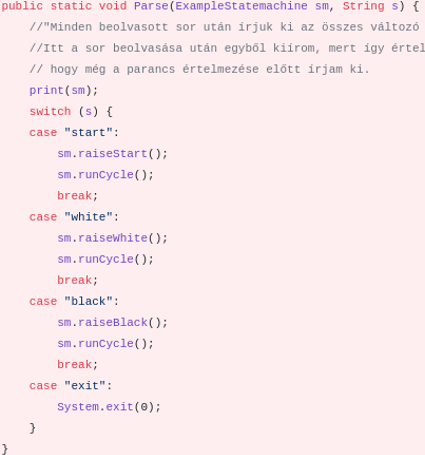 public static void Parse(ExampleStatemachine sm, String s) {
//"Minden beolvasott sor után írjuk ki az összes változó
//Itt a sor beolvasása után egyből kiírom, mert így értel
// hogy még a parancs értelmezése előtt írjam ki.
print(sm);
switch (s) {
case "start":
sm.raiseStart();
sm.runCycle();
break;
case "white":
sm.raiseWhite();
sm.runCycle();
break;
case "black":
sm.raiseBlack();
sm.runCycle();
break;
case "exit":
System.exit(0);
}
}